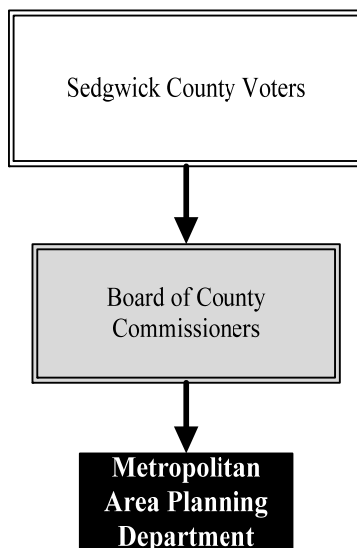 Sedgwick County Voters
Board of County
Commissioners
Metropolitan
Area Planning
Department